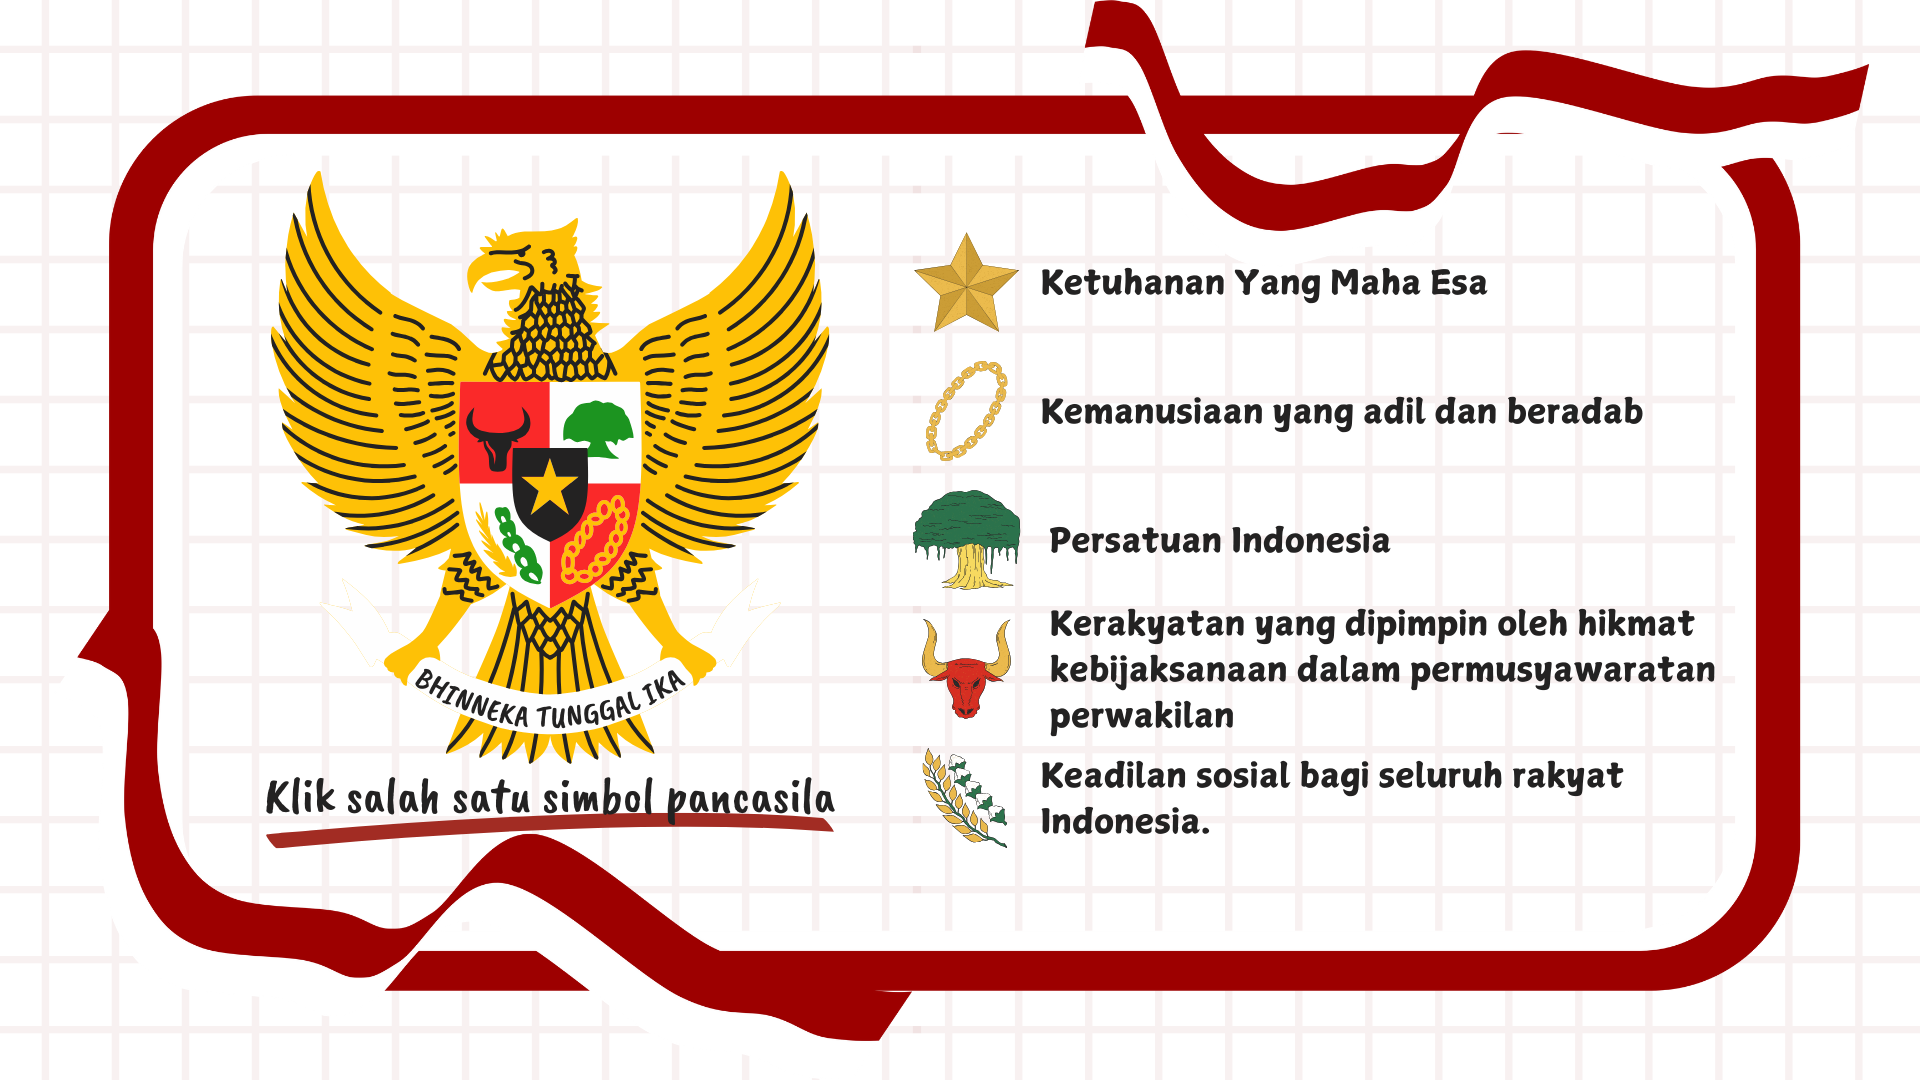 BHINNEKA TUNGGAL IKA
Klik salah satu simbol pancasila
Ketuhanan Yang Maha Esa
Kemanusiaan yang adil dan beradab
Persatuan Indonesia
Kerakyatan yang dipimpin oleh hikmat
kebijaksanaan dalam permusyawaratan
perwakilan
Keadilan sosial bagi seluruh rakyat
Indonesia.